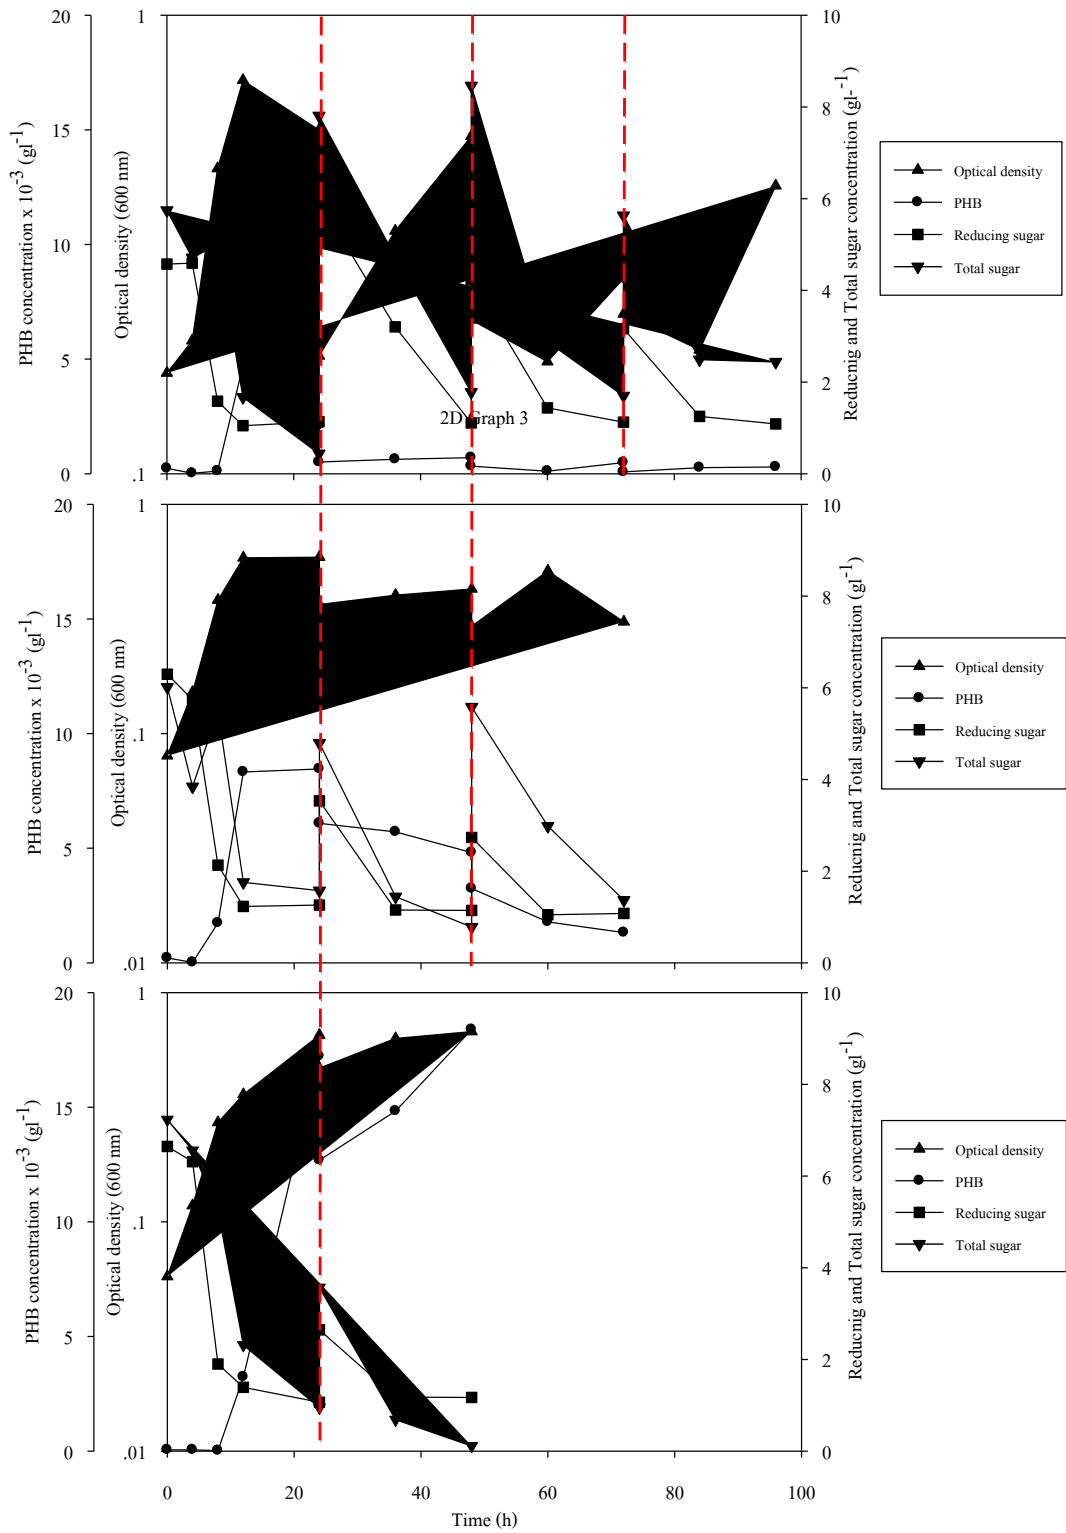 20
15
10
5
0
PHB concentration x 10-3 (gl-1)
1
.1
Optical density (600 nm)
2D Graph 3
10
8
6
4
2
0
Reducnig and Total sugar concentration (gl-1)
Optical density
PHB
Reducing sugar
Total sugar
20
15
10
5
0
PHB concentration x 10-3 (gl-1)
1
.1
.01
Optical density (600 nm)
10
8
6
4
2
0
Reducnig and Total sugar concentration (gl-1)
Optical density
PHB
Reducing sugar
Total sugar
20
15
10
5
0
PHB concentration x 10-3 (gl-1)
1
.1
.01
Optical density (600 nm)
10
8
6
4
2
0
Reducnig and Total sugar concentration (gl-1)
Optical density
PHB
Reducing sugar
Total sugar
0 20 40 60 80 100
Time (h)